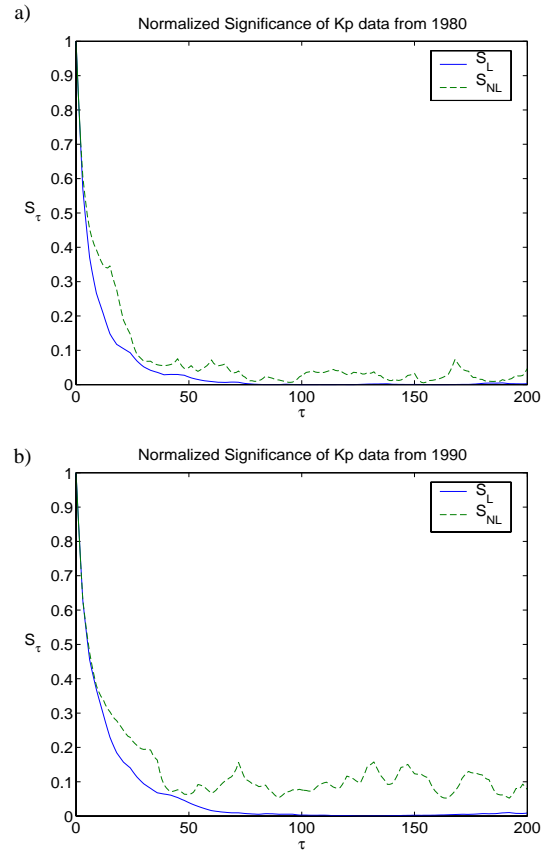 a)
Normalized Significance of Kp data from 1980
1
0.9
0.8
0.7
0.6
0.5
0.4
0.3
0.2
0.1
0
S_τ
S_L
S_NL
0 50 100 150 200
τ
b)
Normalized Significance of Kp data from 1990
1
0.9
0.8
0.7
0.6
0.5
0.4
0.3
0.2
0.1
0
S_τ
S_L
S_NL
0 50 100 150 200
τ